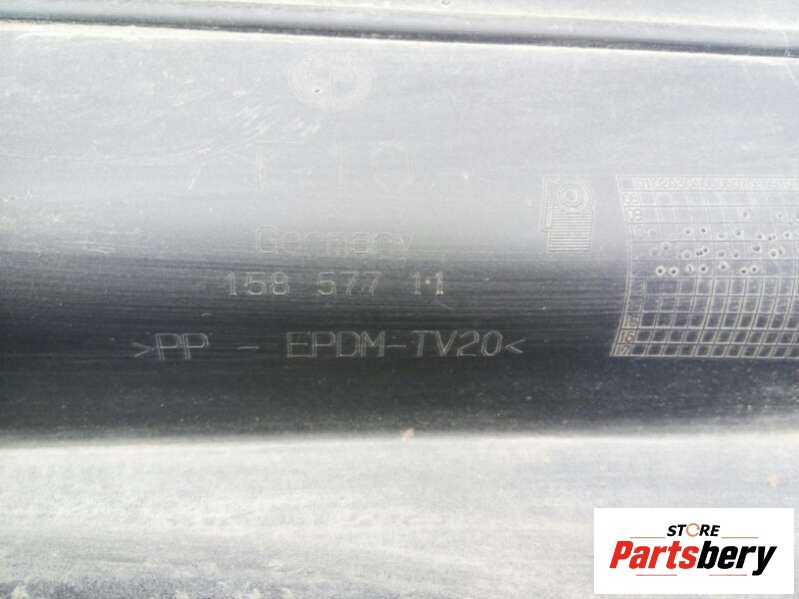 Germany
158 577 11
>PP - EPDM-TV20<
STORE
Partsbery